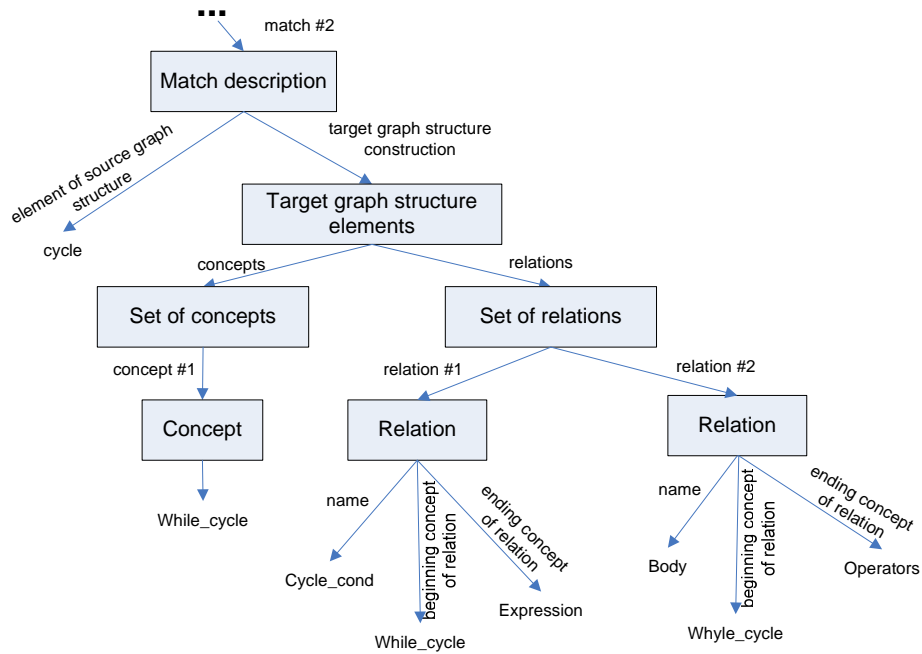 ...
match #2
Match description
element of source graph
structure
target graph structure
construction
cycle
Target graph structure
elements
concepts
relations
Set of concepts
Set of relations
concept #1
relation #1
relation #2
Concept
Relation
Relation
While_cycle
name
beginning concept
of relation
ending concept
of relation
name
beginning concept
of relation
ending concept
of relation
Cycle_cond
While_cycle
Expression
Body
Whyle_cycle
Operators